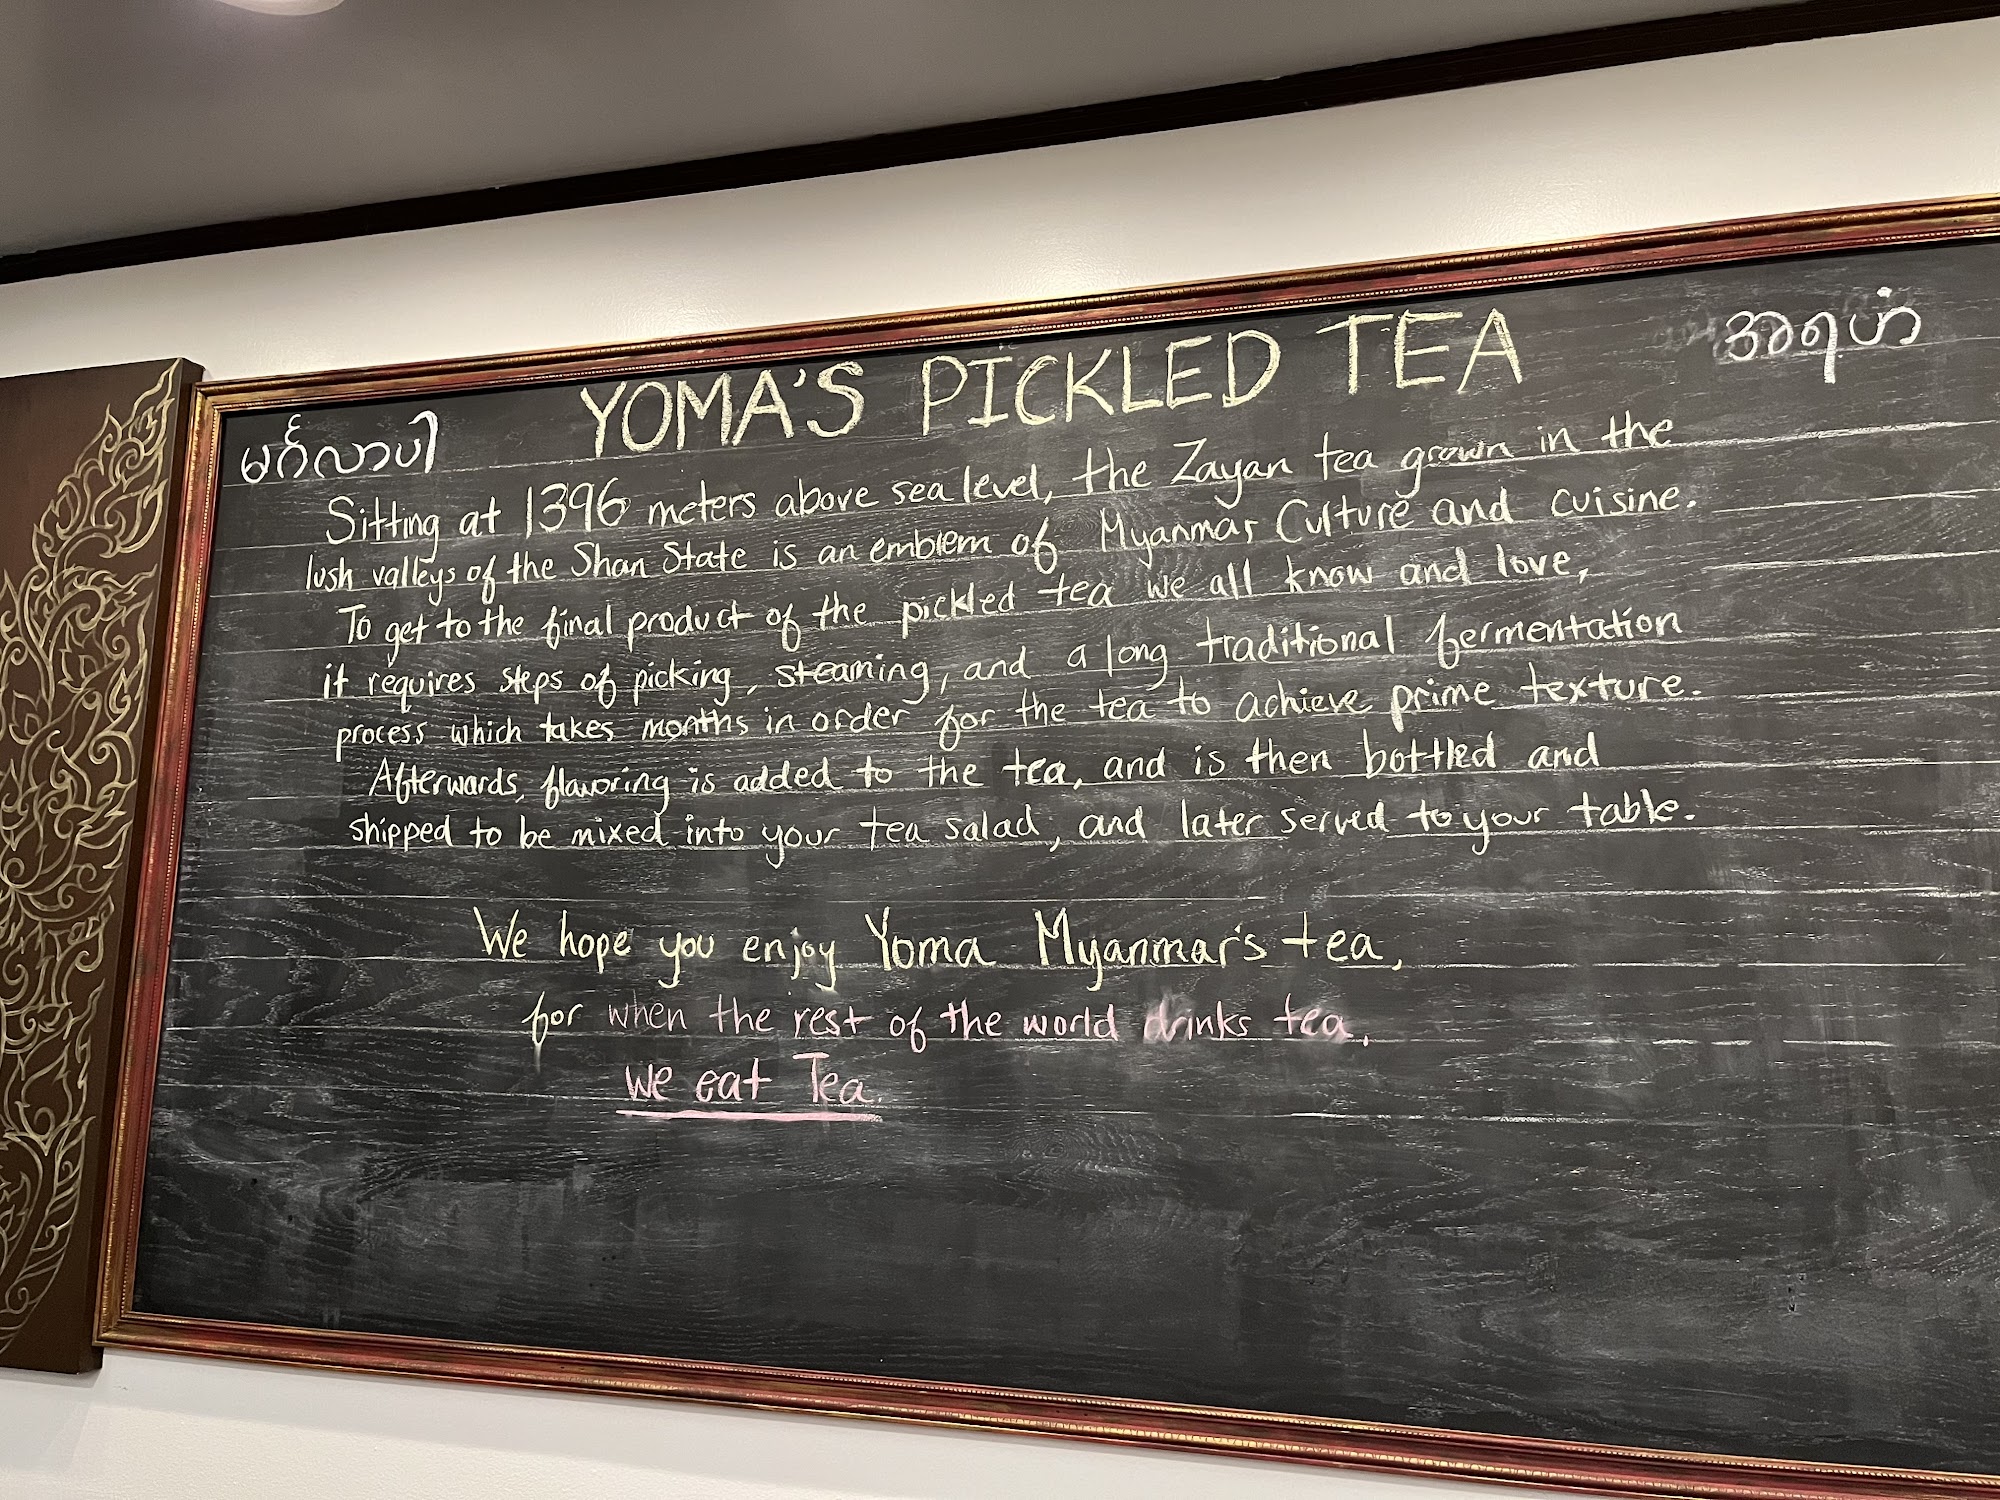 YOMA'S PICKLED TEA
မင်္ဂလာပါ
Sitting at 1396 meters above sea level, the Zayan tea grown in the
lush valleys of the Shan State is an emblem of Myanmar Culture and cuisine.
To get to the final product of the pickled tea we all know and love,
it requires steps of picking, steaming, and a long traditional fermentation
process which takes months in order for the tea to achieve prime texture.
Afterwards, flavoring is added to the tea, and is then bottled and
shipped to be mixed into your tea salad, and later served to your table.
We hope you enjoy Yoma Myanmar's tea,
for when the rest of the world drinks tea,
we eat Tea.